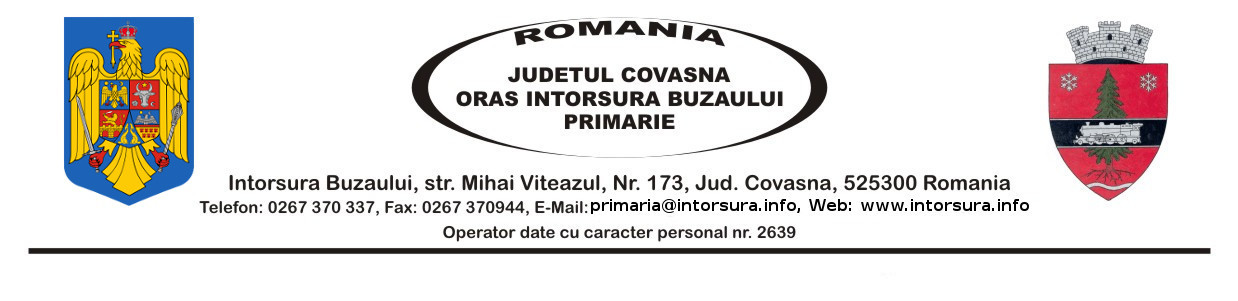 ROMANIA
JUDETUL COVASNA
ORAS INTORSURA BUZAULUI
PRIMARIE
Intorsura Buzaului, str. Mihai Viteazul, Nr. 173, Jud. Covasna, 525300 Romania
Telefon: 0267 370 337, Fax: 0267 370944, E-Mail:primaria@intorsura.info, Web: www.intorsura.info
Operator date cu caracter personal nr. 2639